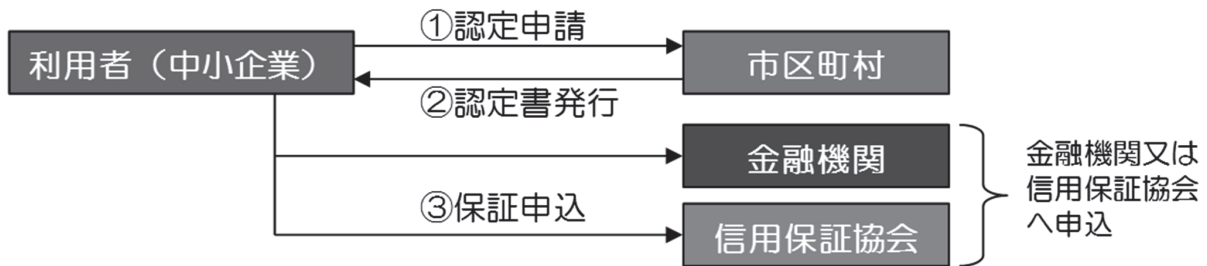 ①認定申請
利用者（中小企業）
市区町村
②認定書発行
金融機関
③保証申込
信用保証協会
金融機関又は
信用保証協会
へ申込